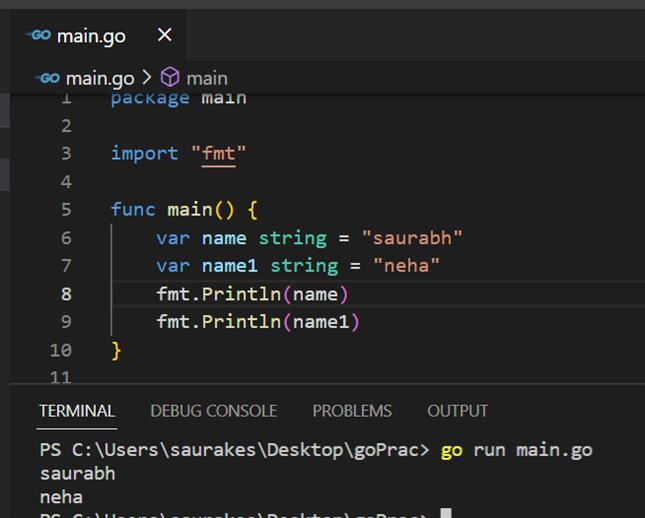 GO main.go ×
GO main.go > main
1 package main
2
3 import "fmt"
4
5 func main() {
6 var name string = "saurabh"
7 var name1 string = "neha"
8 fmt.Println(name)
9 fmt.Println(name1)
10 }
11
TERMINAL DEBUG CONSOLE PROBLEMS OUTPUT
PS C:\Users\saurakes\Desktop\goPrac> go run main.go
saurabh
neha
PS C:\Users\saurakes\Desktop\goPrac>